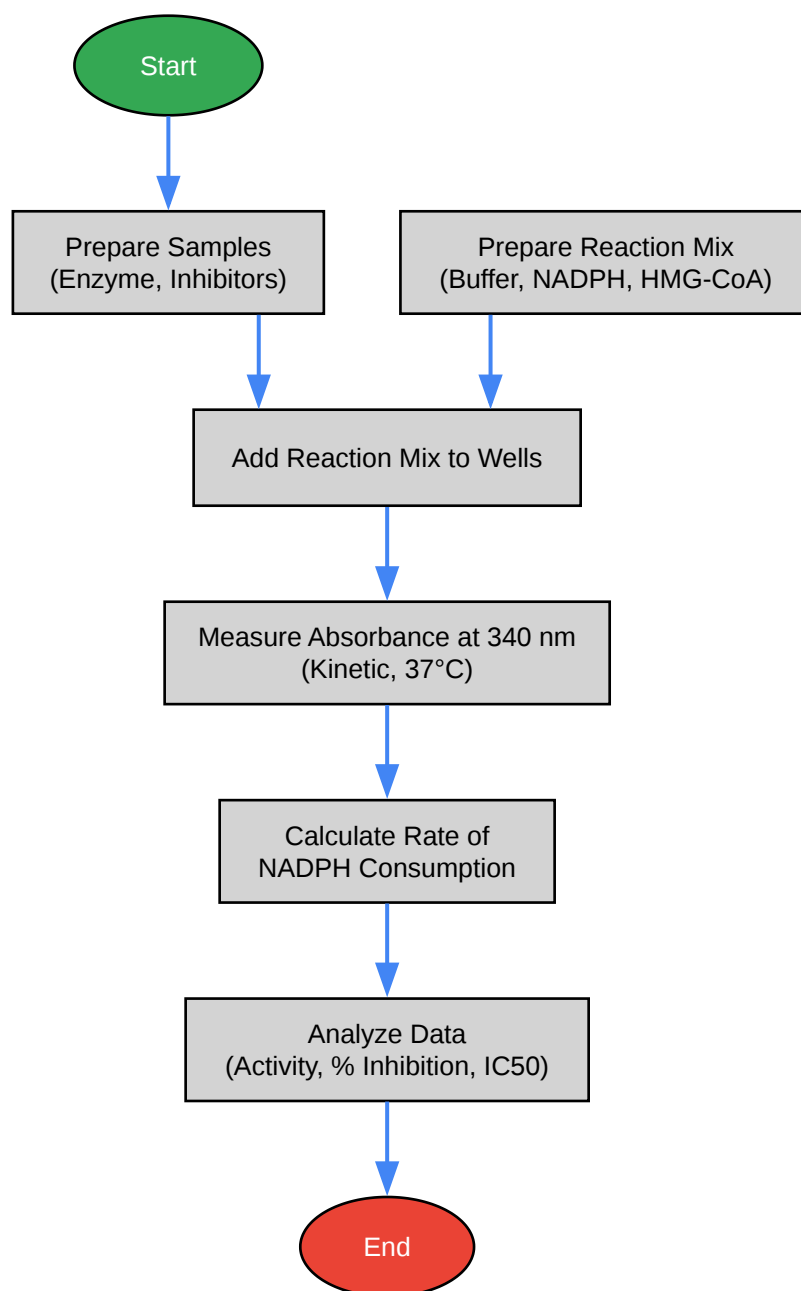 Start
Prepare Samples
(Enzyme, Inhibitors)
Prepare Reaction Mix
(Buffer, NADPH, HMG-CoA)
Add Reaction Mix to Wells
Measure Absorbance at 340 nm
(Kinetic, 37°C)
Calculate Rate of
NADPH Consumption
Analyze Data
(Activity, % Inhibition, IC50)
End